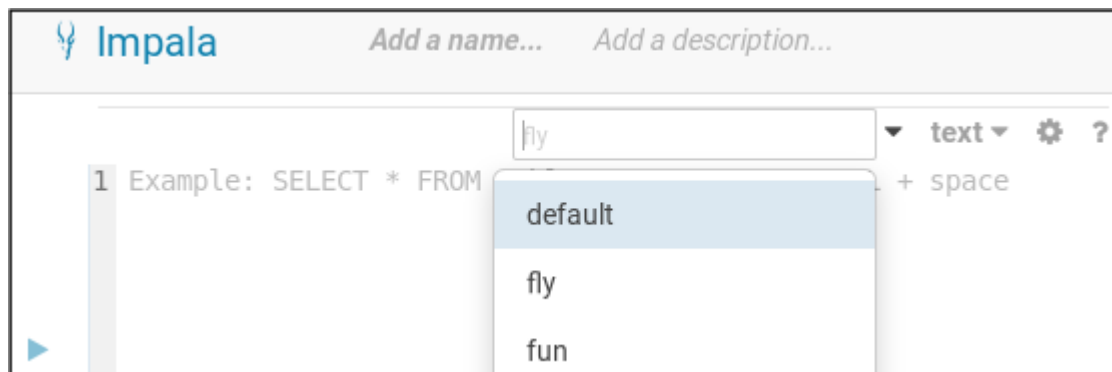 Impala Add a name... Add a description...
fly text ?
1 Example: SELECT * FROM + space
default
fly
fun